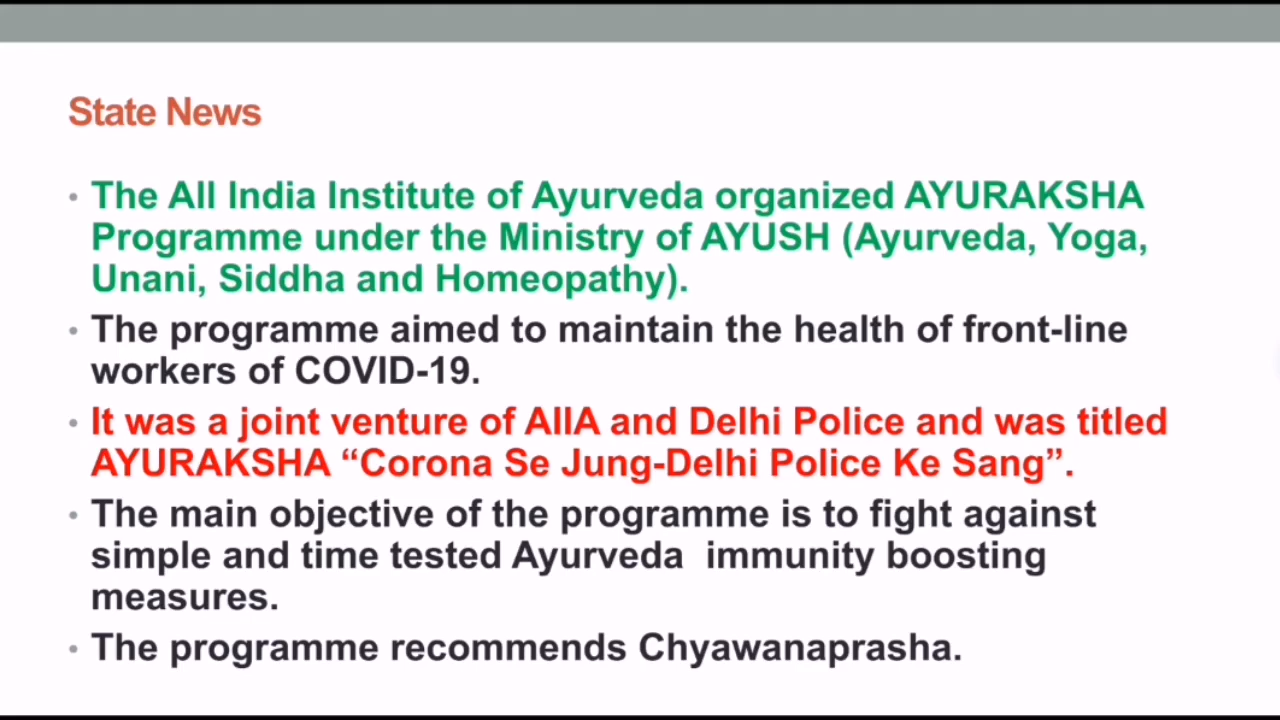 State News
• The All India Institute of Ayurveda organized AYURAKSHA
Programme under the Ministry of AYUSH (Ayurveda, Yoga,
Unani, Siddha and Homeopathy).
• The programme aimed to maintain the health of front-line
workers of COVID-19.
• It was a joint venture of AIIA and Delhi Police and was titled
AYURAKSHA “Corona Se Jung-Delhi Police Ke Sang”.
• The main objective of the programme is to fight against
simple and time tested Ayurveda  immunity boosting
measures.
• The programme recommends Chyawanaprasha.